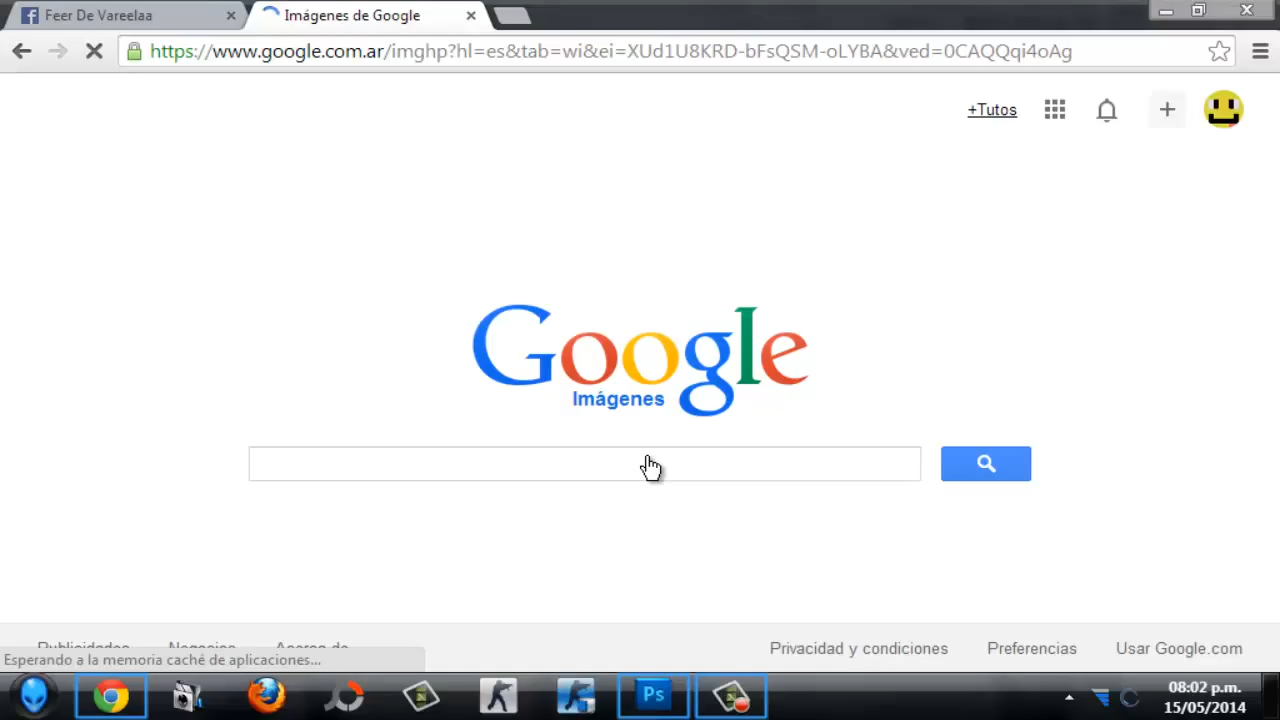 Feer De Vareelaa
Imágenes de Google
https://www.google.com.ar/imghp?hl=es&tab=wi&ei=XUd1U8KRD-bFsQSM-oLYBA&ved=0CAQQqi4oAg
+Tutos
Google
Imágenes
Publicidades Negocios Acerca de
Privacidad y condiciones Preferencias Usar Google.com
Esperando a la memoria caché de aplicaciones...
Ps
08:02 p.m.
15/05/2014